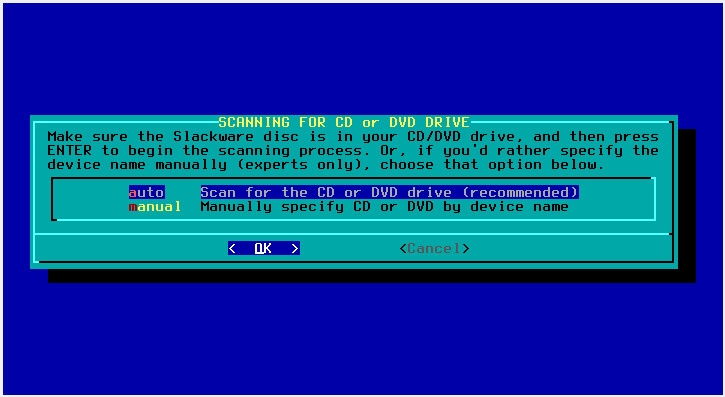 SCANNING FOR CD or DVD DRIVE
Make sure the Slackware disc is in your CD/DVD drive, and then press
ENTER to begin the scanning process. Or, if you'd rather specify the
device name manually (experts only), choose that option below.
auto Scan for the CD or DVD drive (recommended)
manual Manually specify CD or DVD by device name
< OK > <Cancel>